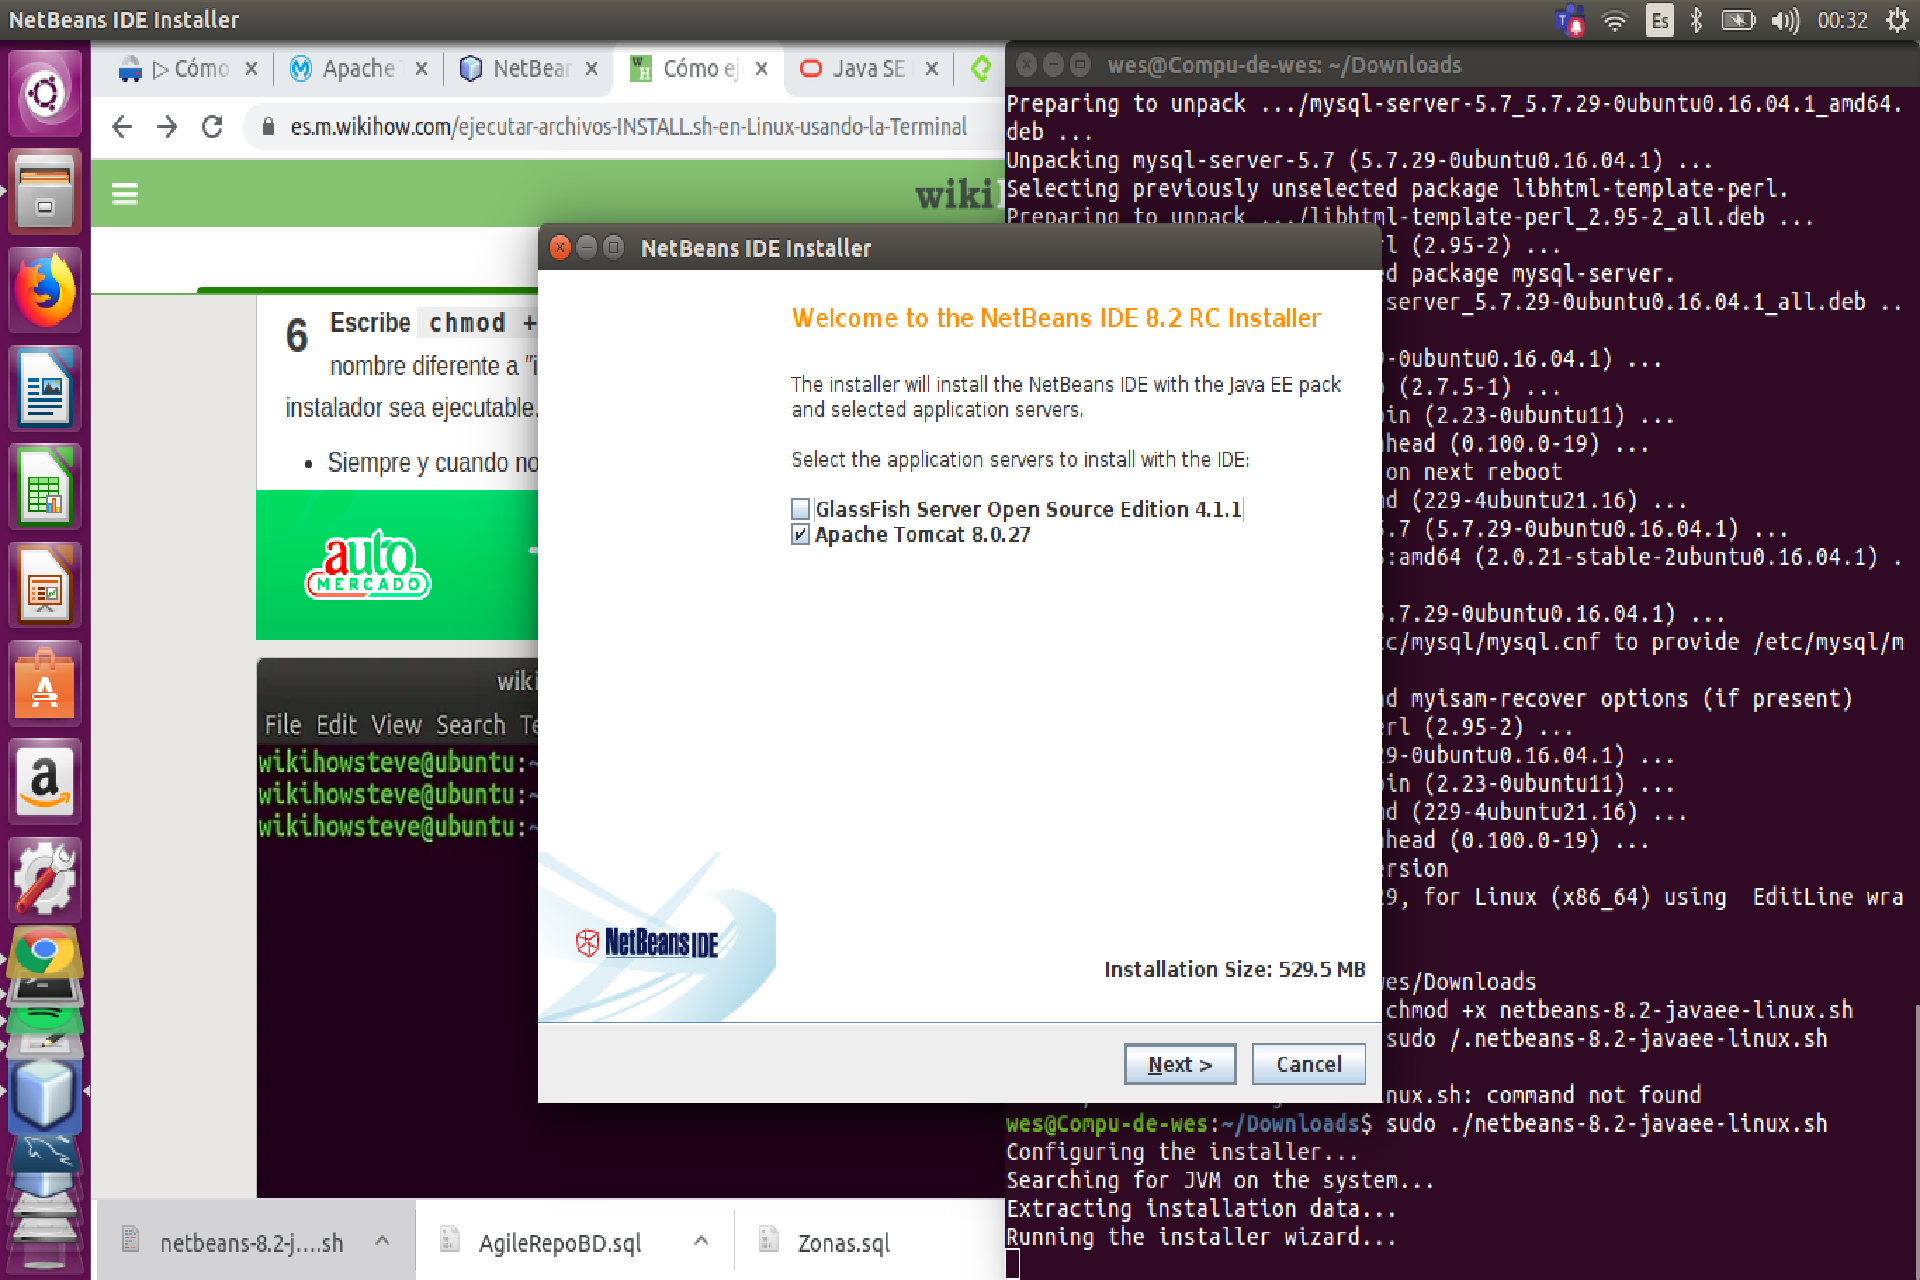 NetBeans IDE Installer
Es
00:32
Cómo
Apache
NetBean
Cómo ej
Java SE
es.m.wikihow.com/ejecutar-archivos-INSTALL.sh-en-Linux-usando-la-Terminal
wiki
6 Escribe chmod +
nombre diferente a "i
instalador sea ejecutable.
• Siempre y cuando no
auto
MERCADO
wiki
File Edit View Search Te
wikihowsteve@ubuntu:~
wikihowsteve@ubuntu:~
wikihowsteve@ubuntu:~
netbeans-8.2-j....sh
AgileRepoBD.sql
Zonas.sql
NetBeans IDE Installer
Welcome to the NetBeans IDE 8.2 RC Installer
The installer will install the NetBeans IDE with the Java EE pack
and selected application servers.
Select the application servers to install with the IDE:
GlassFish Server Open Source Edition 4.1.1
Apache Tomcat 8.0.27
NetBeans IDE
Installation Size: 529.5 MB
Next >
Cancel
wes@Compu-de-wes: ~/Downloads
Preparing to unpack .../mysql-server-5.7_5.7.29-0ubuntu0.16.04.1_amd64.
deb ...
Unpacking mysql-server-5.7 (5.7.29-0ubuntu0.16.04.1) ...
Selecting previously unselected package libhtml-template-perl.
Preparing to unpack .../libhtml-template-perl_2.95-2_all.deb ...
rl (2.95-2) ...
d package mysql-server.
server_5.7.29-0ubuntu0.16.04.1_all.deb ..
-0ubuntu0.16.04.1) ...
(2.7.5-1) ...
in (2.23-0ubuntu11) ...
head (0.100.0-19) ...
on next reboot
d (229-4ubuntu21.16) ...
.7 (5.7.29-0ubuntu0.16.04.1) ...
:amd64 (2.0.21-stable-2ubuntu0.16.04.1) .
.7.29-0ubuntu0.16.04.1) ...
c/mysql/mysql.cnf to provide /etc/mysql/m
d myisam-recover options (if present)
rl (2.95-2) ...
9-0ubuntu0.16.04.1) ...
in (2.23-0ubuntu11) ...
d (229-4ubuntu21.16) ...
head (0.100.0-19) ...
rsion
9, for Linux (x86_64) using  EditLine wra
es/Downloads
chmod +x netbeans-8.2-javaee-linux.sh
sudo /.netbeans-8.2-javaee-linux.sh
nux.sh: command not found
wes@Compu-de-wes:~/Downloads$ sudo ./netbeans-8.2-javaee-linux.sh
Configuring the installer...
Searching for JVM on the system...
Extracting installation data...
Running the installer wizard...